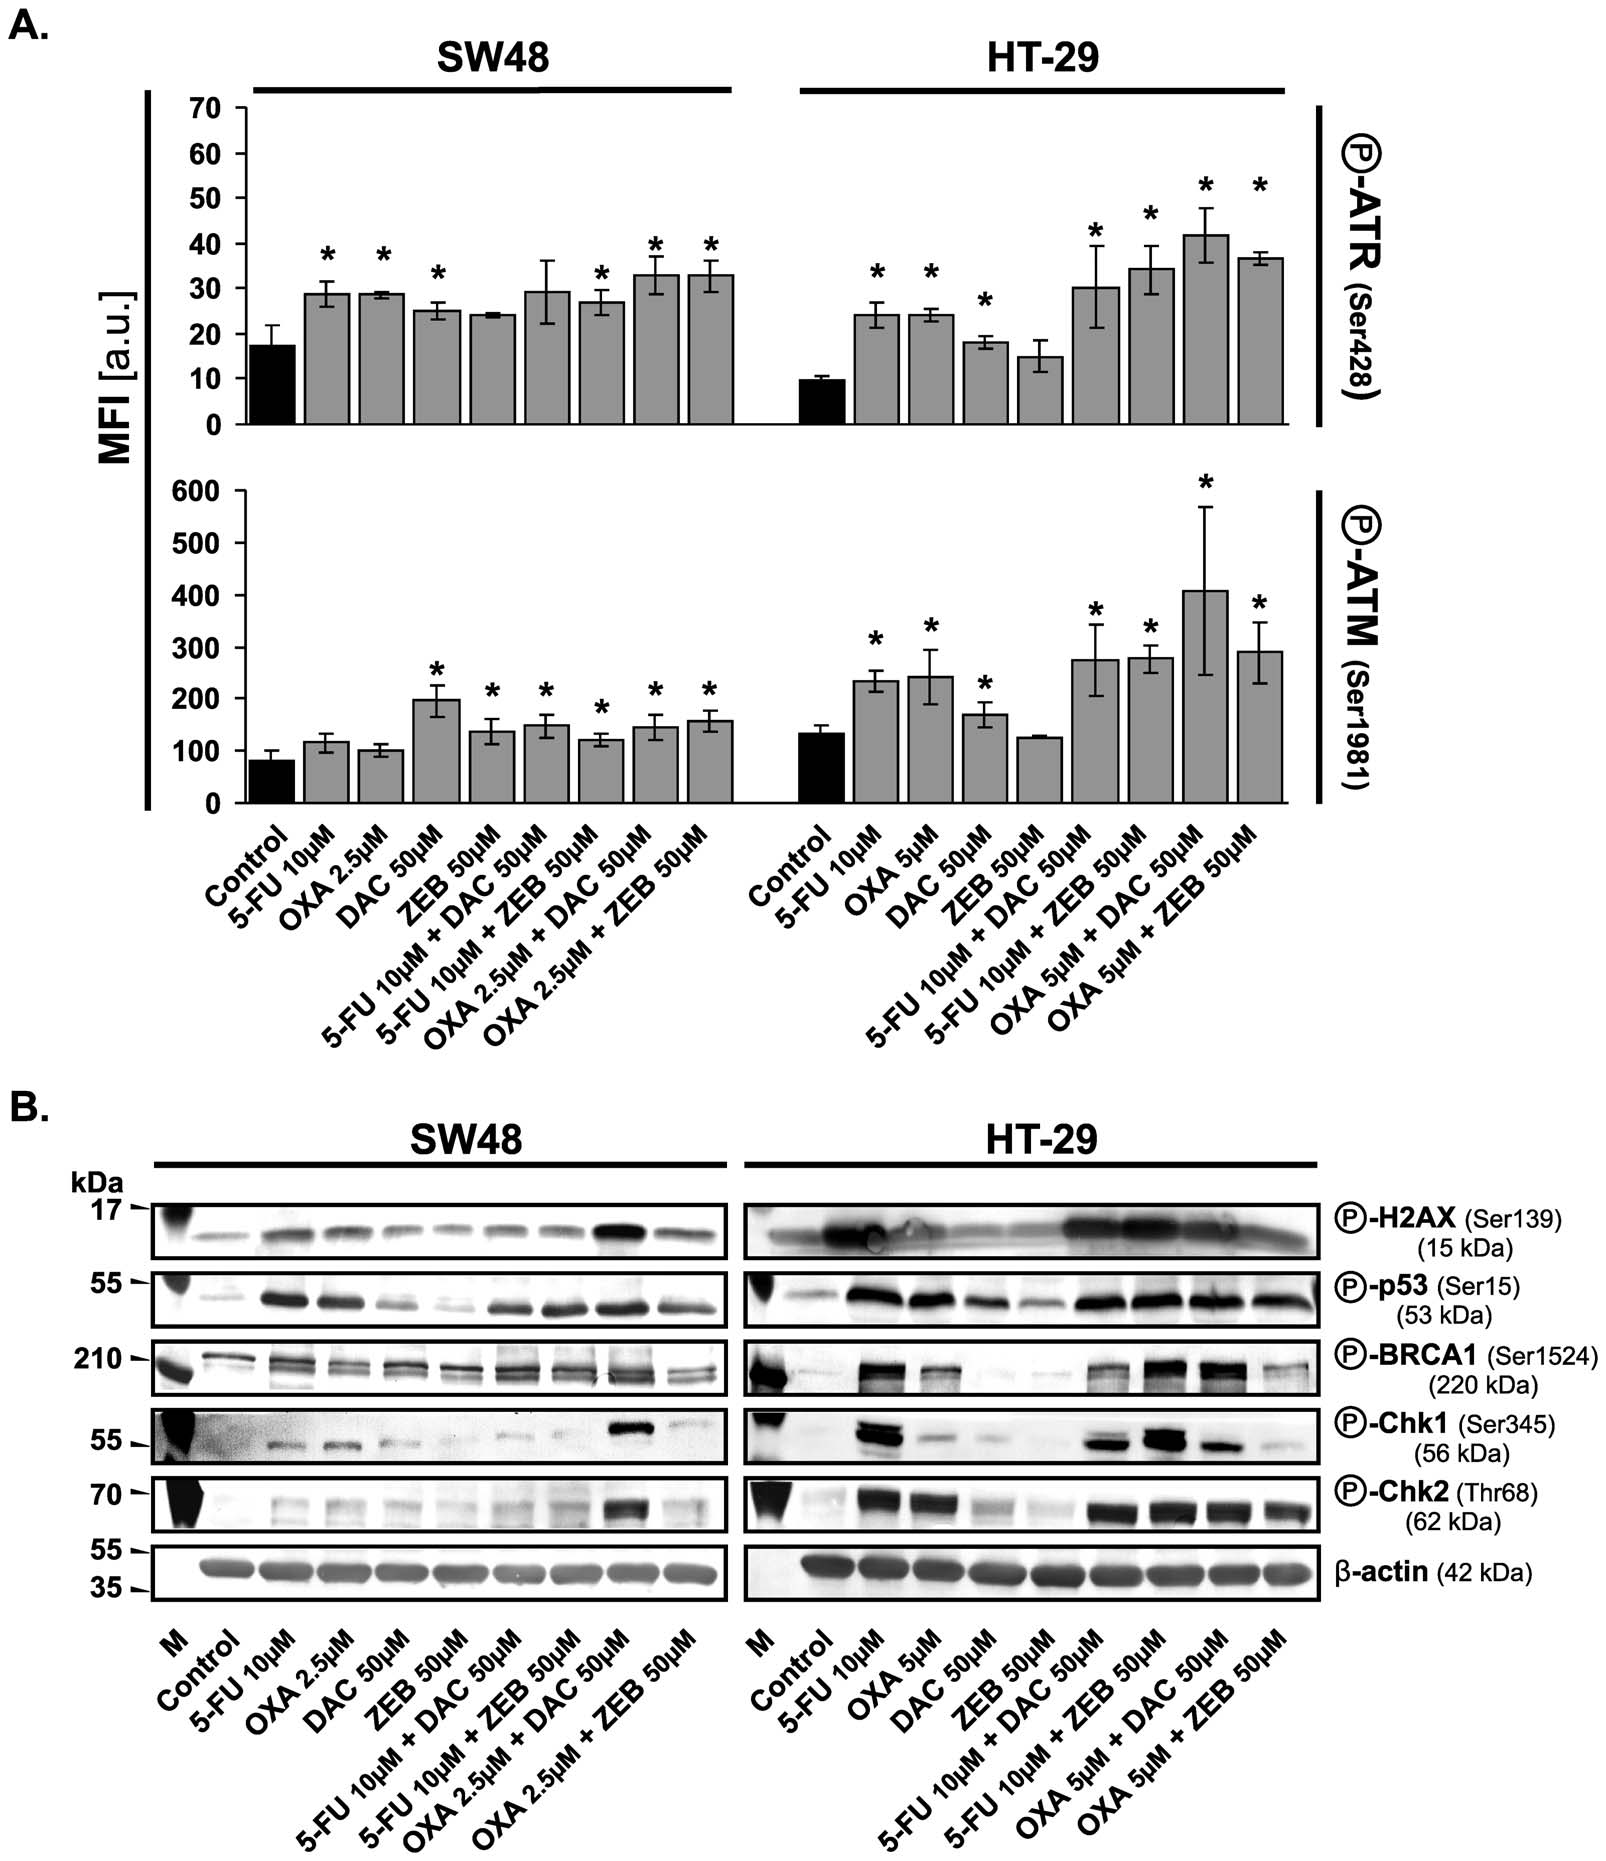 A.
SW48 HT-29
MFI [a.u.]
70
60
50
40
30
20
10
0
* * * * * *
* * * * * * *
Ⓟ-ATR (Ser428)
600
500
400
300
200
100
0
* * * * * *
* * * * * * *
Ⓟ-ATM (Ser1981)
Control
5-FU 10µM
OXA 2.5µM
DAC 50µM
ZEB 50µM
5-FU 10µM + DAC 50µM
5-FU 10µM + ZEB 50µM
OXA 2.5µM + DAC 50µM
OXA 2.5µM + ZEB 50µM
Control
5-FU 10µM
OXA 5µM
DAC 50µM
ZEB 50µM
5-FU 10µM + DAC 50µM
5-FU 10µM + ZEB 50µM
OXA 5µM + DAC 50µM
OXA 5µM + ZEB 50µM
B.
SW48 HT-29
kDa
17
Ⓟ-H2AX (Ser139)
(15 kDa)
55
Ⓟ-p53 (Ser15)
(53 kDa)
210
Ⓟ-BRCA1 (Ser1524)
(220 kDa)
55
Ⓟ-Chk1 (Ser345)
(56 kDa)
70
Ⓟ-Chk2 (Thr68)
(62 kDa)
55
35
β-actin (42 kDa)
M
Control
5-FU 10µM
OXA 2.5µM
DAC 50µM
ZEB 50µM
5-FU 10µM + DAC 50µM
5-FU 10µM + ZEB 50µM
OXA 2.5µM + DAC 50µM
OXA 2.5µM + ZEB 50µM
M
Control
5-FU 10µM
OXA 5µM
DAC 50µM
ZEB 50µM
5-FU 10µM + DAC 50µM
5-FU 10µM + ZEB 50µM
OXA 5µM + DAC 50µM
OXA 5µM + ZEB 50µM